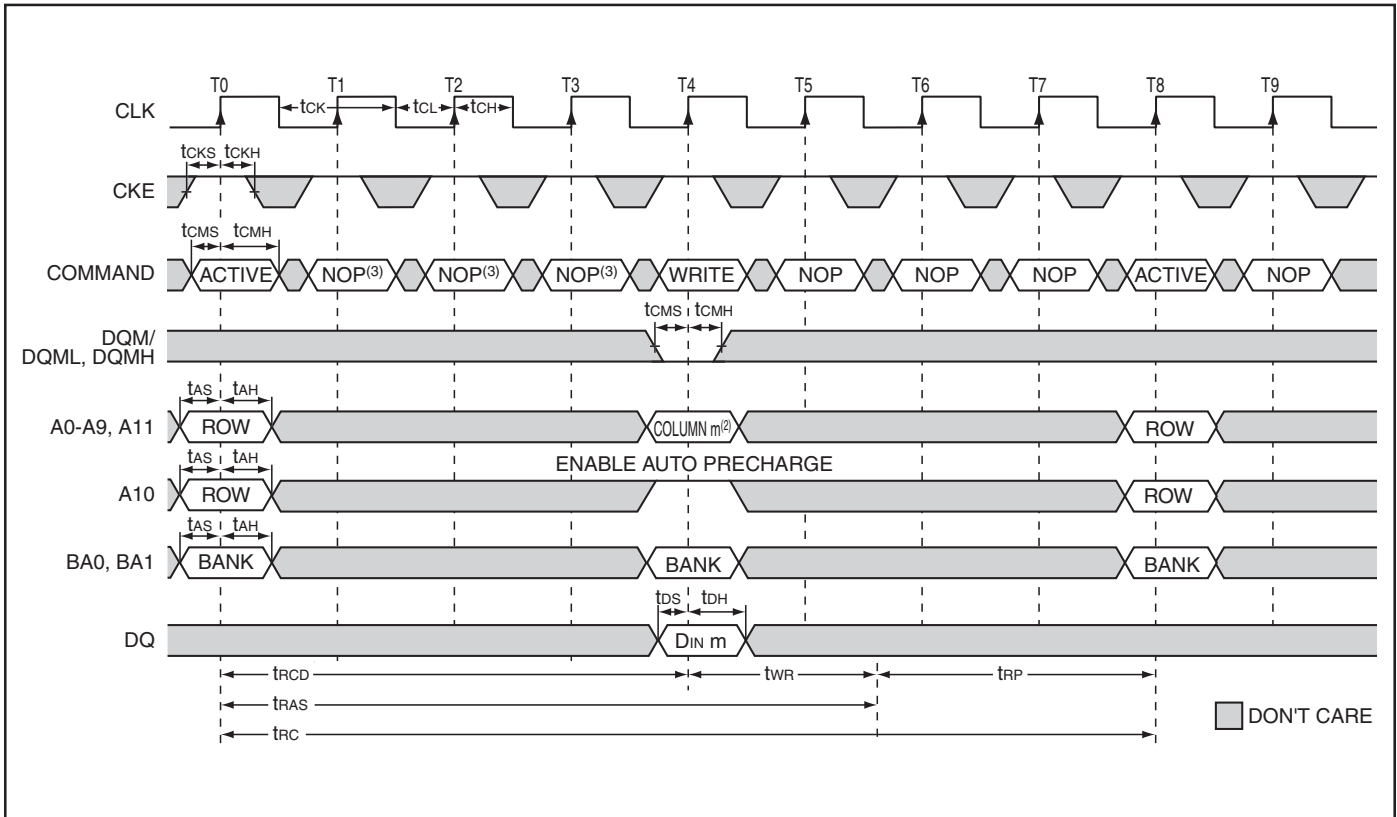 T0 T1 T2 T3 T4 T5 T6 T7 T8 T9
CLK
tCK tCL tCH
tCKS tCKH
CKE
tCMS tCMH
COMMAND ACTIVE NOP(3) NOP(3) NOP(3) WRITE NOP NOP NOP ACTIVE NOP
tCMS tCMH
DQM/
DQML, DQMH
tAS tAH
A0-A9, A11 ROW COLUMN m(2) ROW
ENABLE AUTO PRECHARGE
tAS tAH
A10 ROW ROW
tAS tAH
BA0, BA1 BANK BANK BANK
tDS tDH
DQ DIN m
tRCD tWR tRP
tRAS
DON'T CARE
tRC